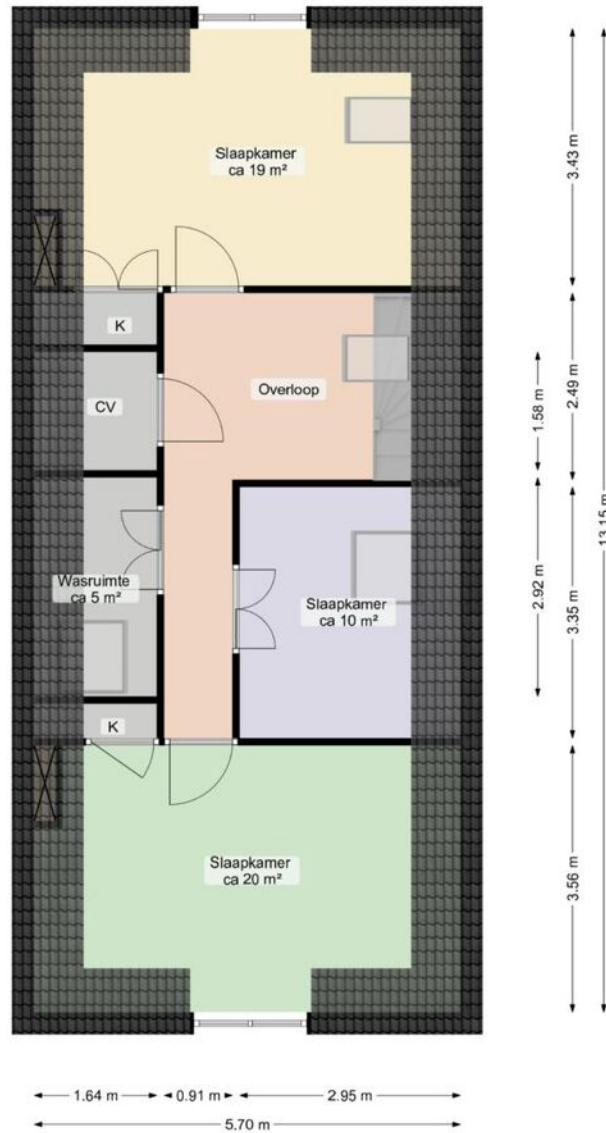 Slaapkamer
ca 19 m²
3.43 m
K
CV
Overloop
1.58 m
2.49 m
13.15 m
Wasruimte
ca 5 m²
Slaapkamer
ca 10 m²
2.92 m
3.35 m
K
Slaapkamer
ca 20 m²
3.56 m
1.64 m
0.91 m
2.95 m
5.70 m